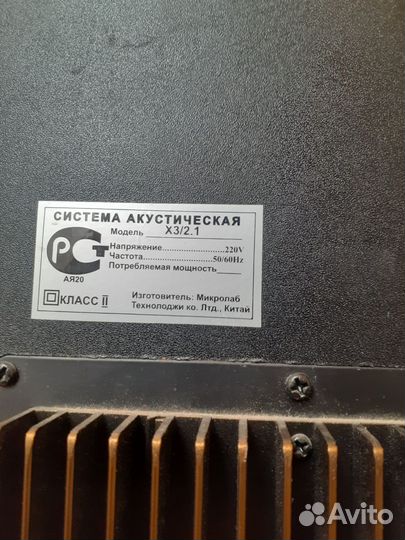 СИСТЕМА АКУСТИЧЕСКАЯ
Модель X3/2.1
РСТ
АЯ20
Напряжение..........................220V
Частота..........................50/60Hz
Потребляемая мощность
КЛАСС II
Изготовитель: Микролаб
Технолоджи ко. Лтд., Китай
Avito